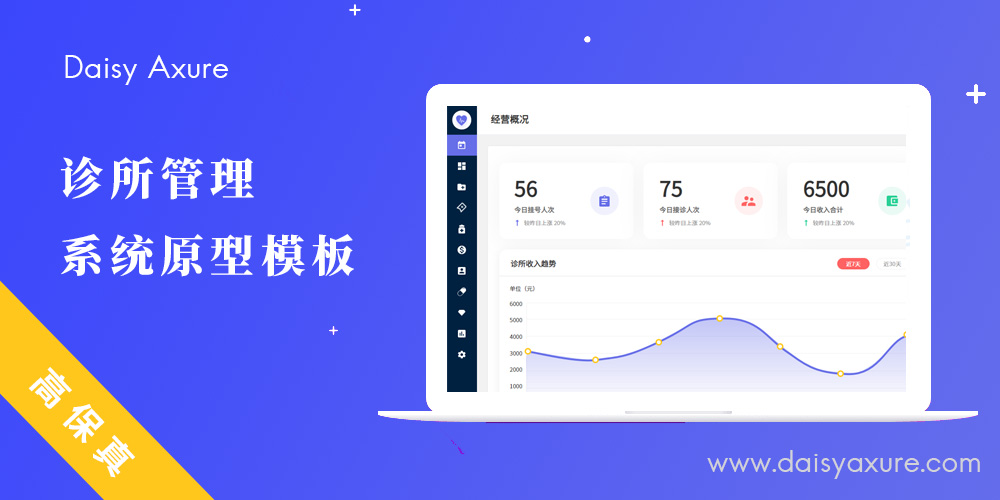 Daisy Axure
诊所管理
系统原型模板
高保真
经营概况
56
今日挂号人次
↑ 较昨日上涨 20%
75
今日接诊人次
↑ 较昨日上涨 20%
6500
今日收入合计
↑ 较昨日上涨 20%
诊所收入趋势
近7天
近30天
单位（元）
6000
5000
4000
3000
2000
1000
www.daisyaxure.com